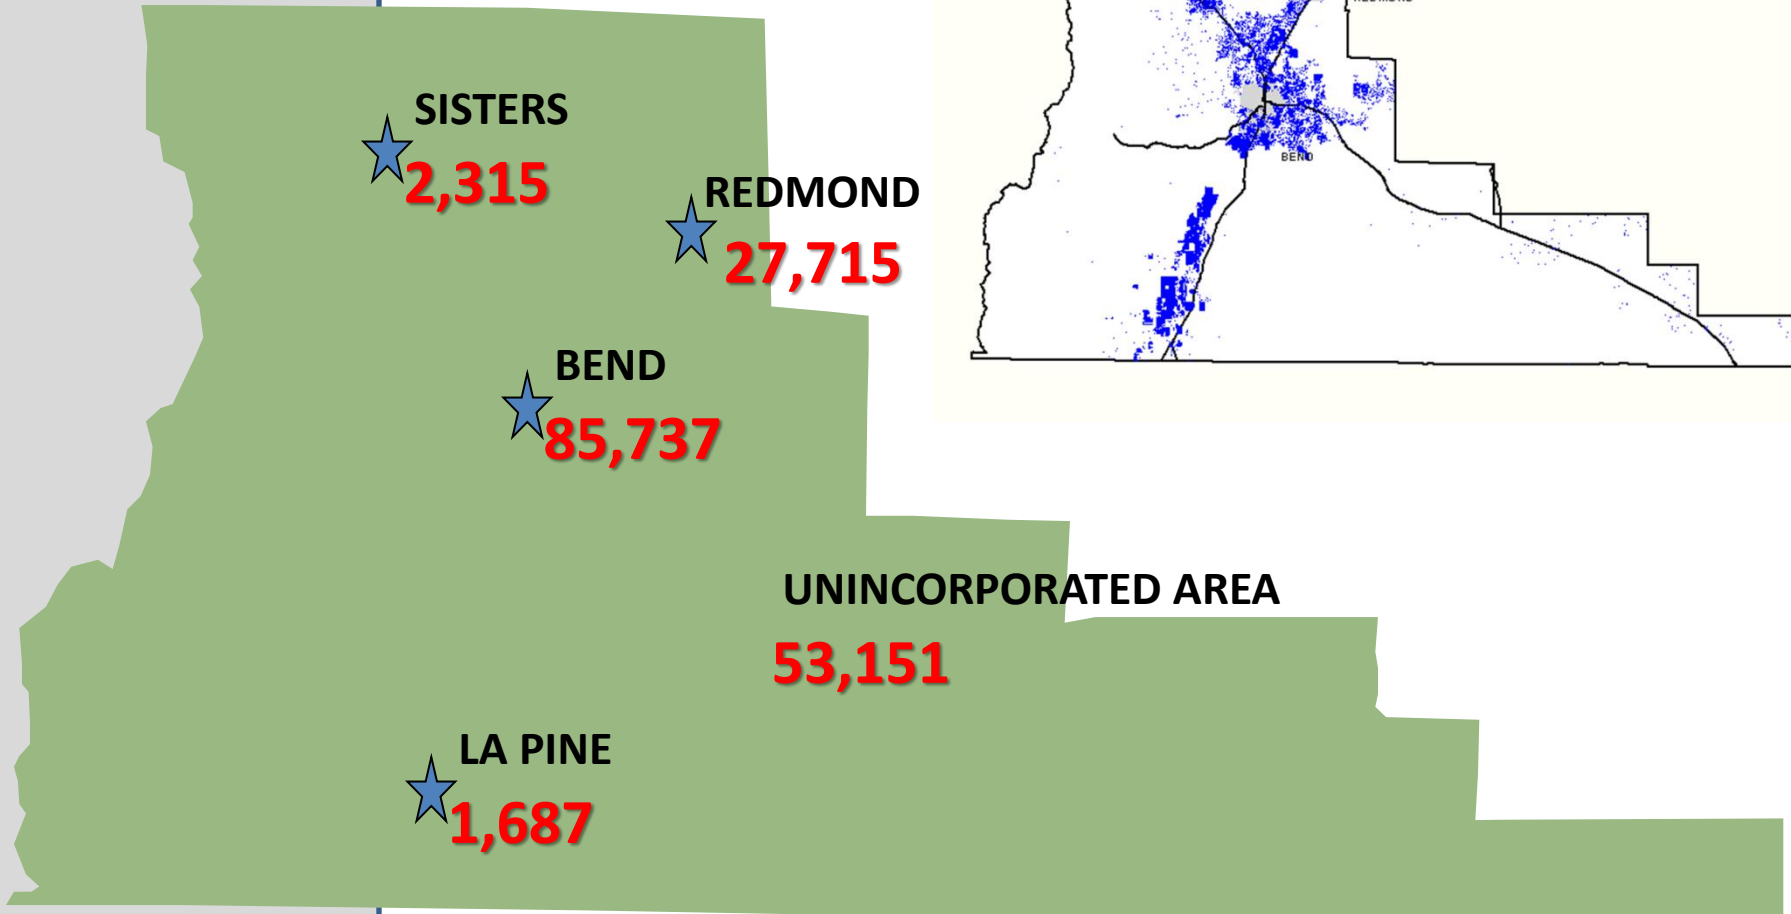 SISTERS
2,315
REDMOND
27,715
BEND
85,737
UNINCORPORATED AREA
53,151
LA PINE
1,687
BEND